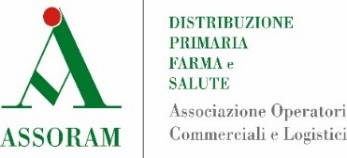 ASSORAM
DISTRIBUZIONE
PRIMARIA
FARMA e
SALUTE
Associazione Operatori
Commerciali e Logistici